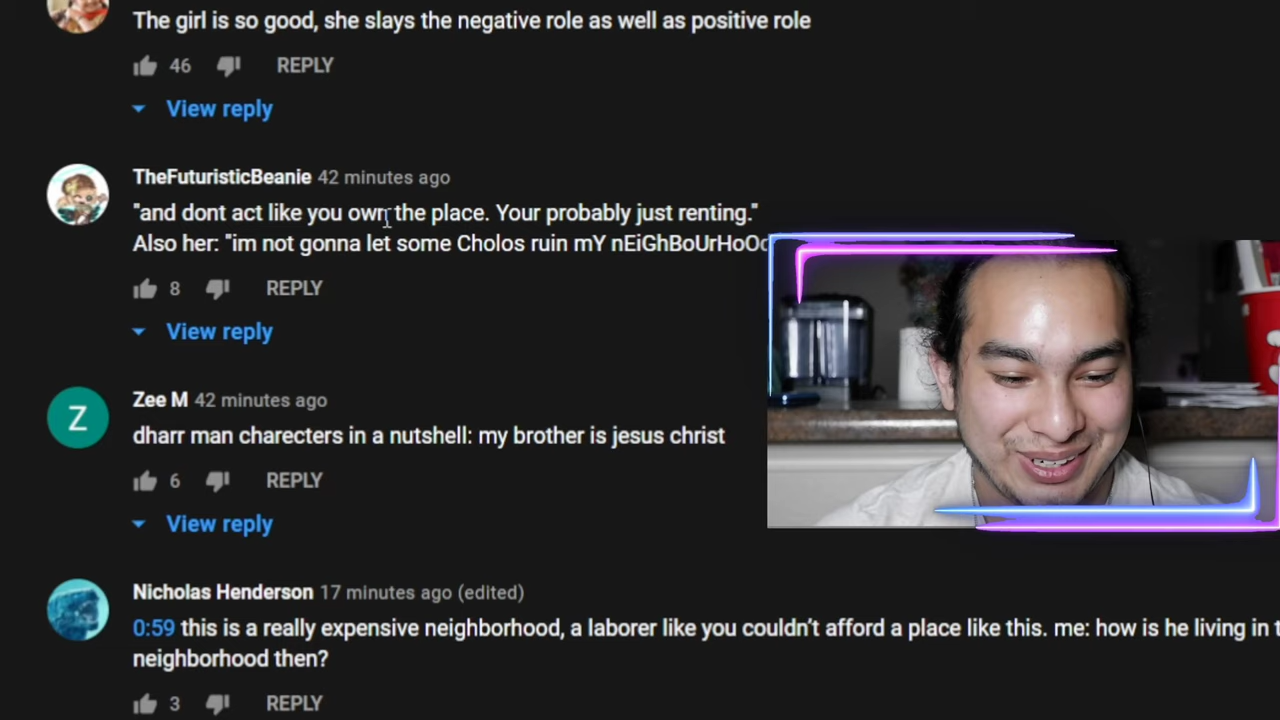 The girl is so good, she slays the negative role as well as positive role
46 REPLY
View reply
TheFuturisticBeanie 42 minutes ago
"and dont act like you own the place. Your probably just renting."
Also her: "im not gonna let some Cholos ruin mY
8 REPLY
View reply
Z
Zee M 42 minutes ago
dharr man charecters in a nutshell: my brother is jesus christ
6 REPLY
View reply
Nicholas Henderson 17 minutes ago (edited)
0:59 this is a really expensive neighborhood, a laborer like you couldn't afford a place like this. me: how is he living in
neighborhood then?
3 REPLY